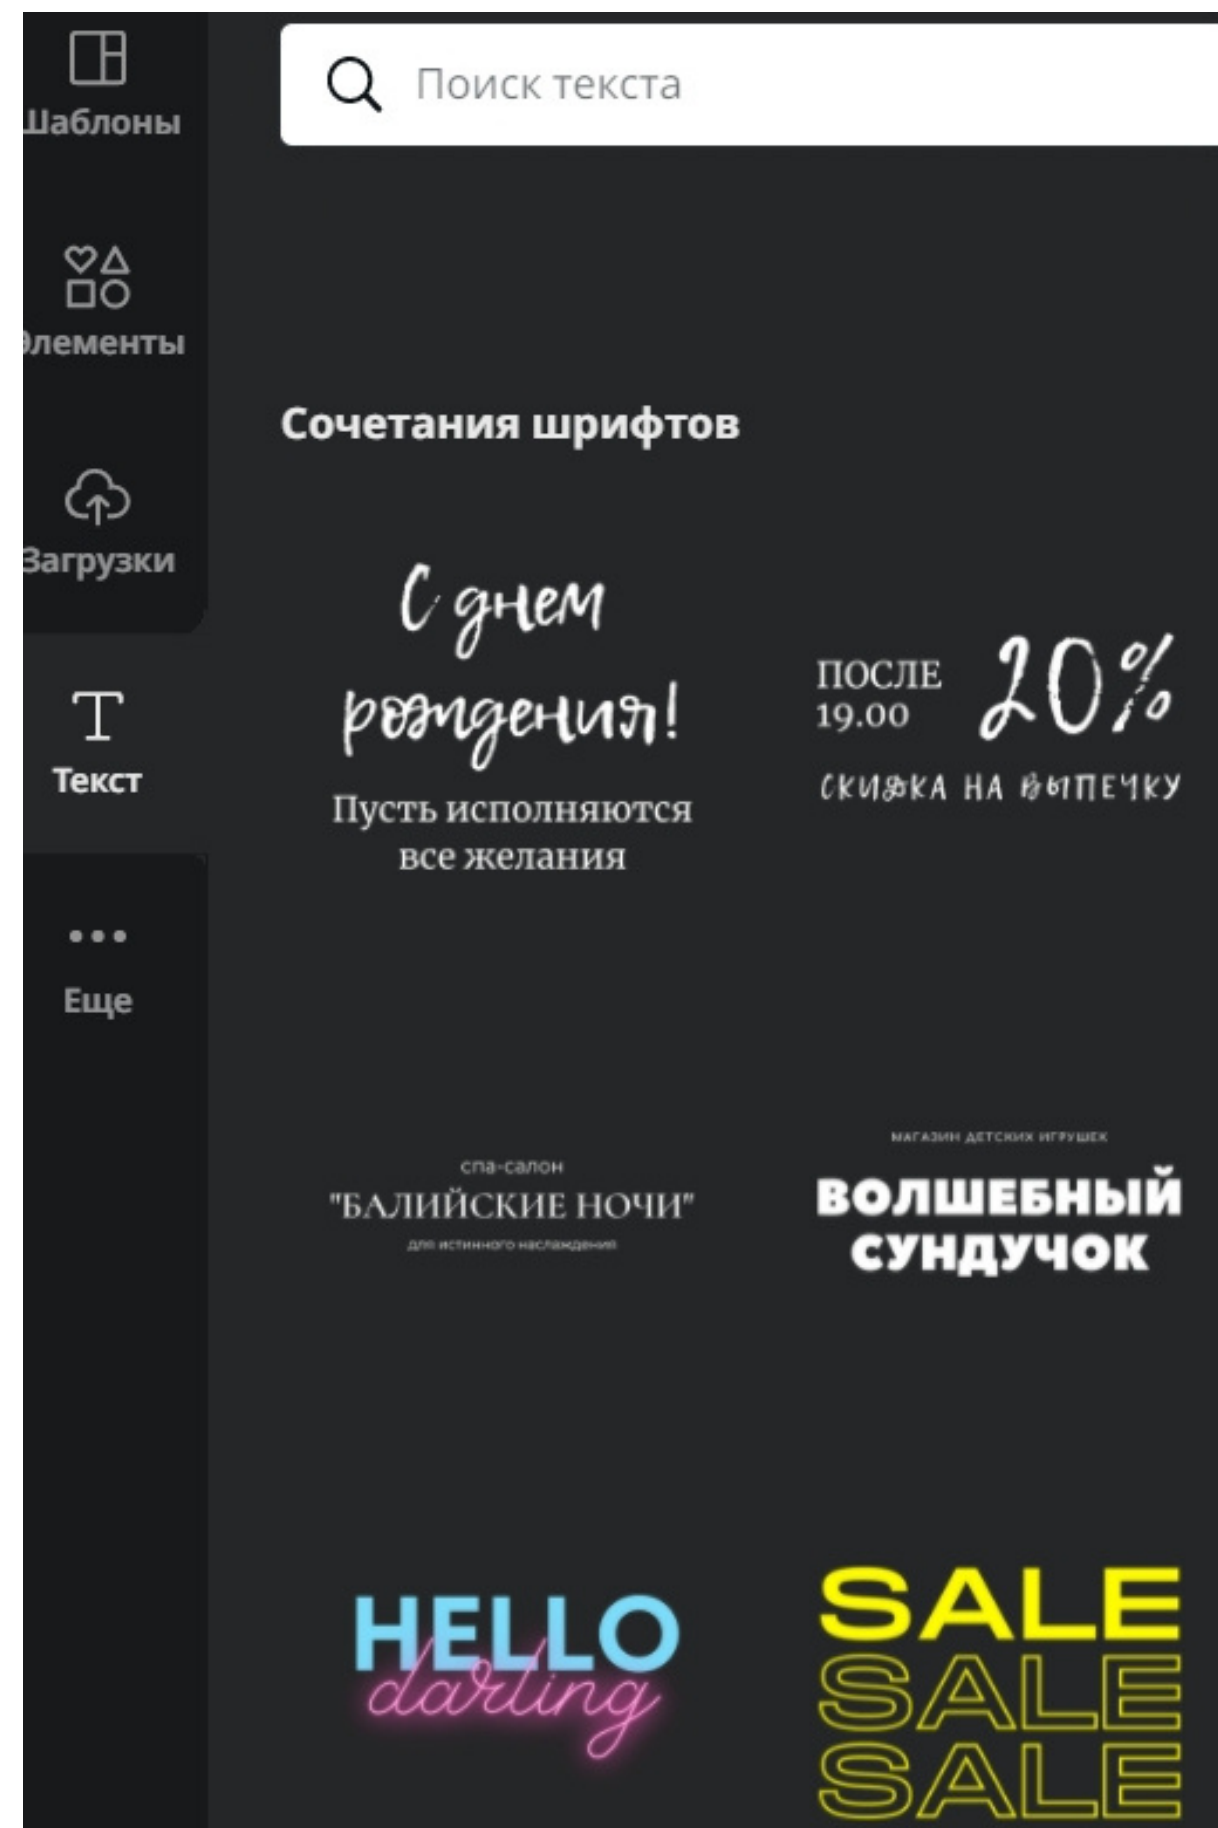 Шаблоны
Элементы
Загрузки
Текст
Еще
Поиск текста
Сочетания шрифтов
С днем
рождения!
Пусть исполняются
все желания
ПОСЛЕ
19.00
20%
СКИДКА НА ВЫПЕЧКУ
спа-салон
"БАЛИЙСКИЕ НОЧИ"
для истинного наслаждения
МАГАЗИН ДЕТСКИХ ИГРУШЕК
ВОЛШЕБНЫЙ
СУНДУЧОК
HELLO
darling
SALE
SALE
SALE